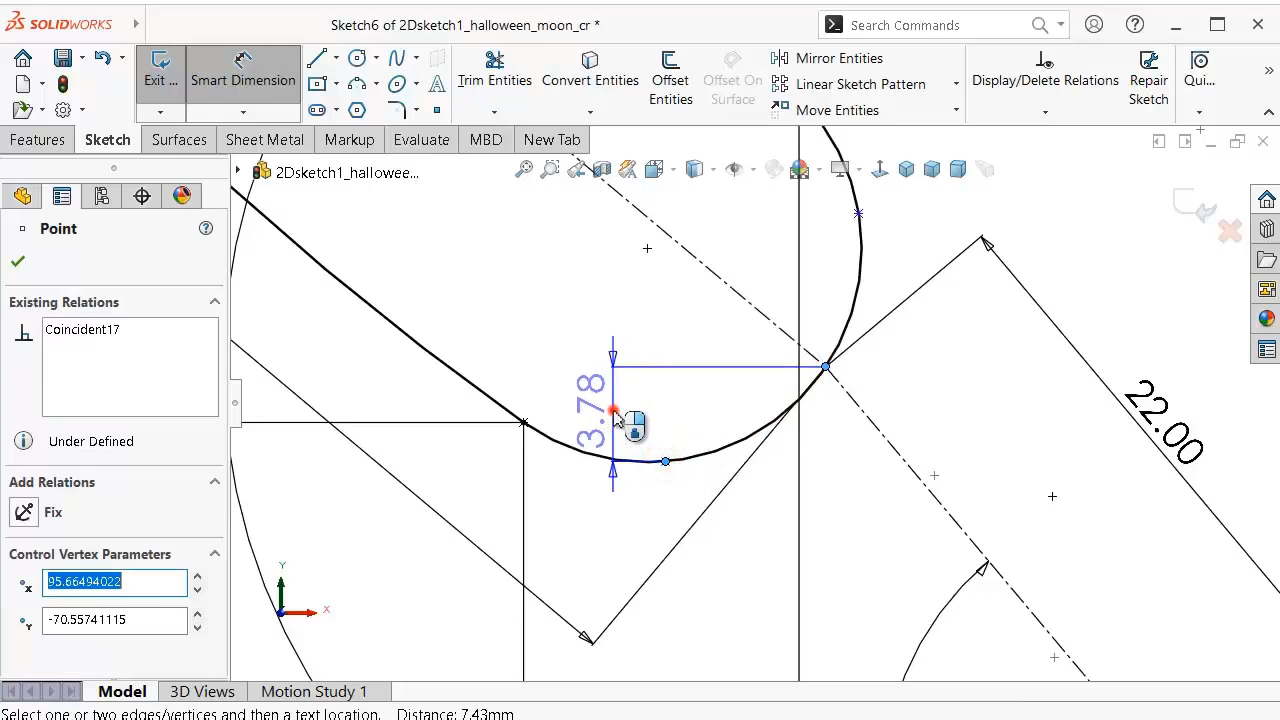 SOLIDWORKS
Sketch6 of 2Dsketch1_halloween_moon_cr *
Search Commands
Exit ...
Smart Dimension
Trim Entities
Convert Entities
Offset Entities
Offset On Surface
Mirror Entities
Linear Sketch Pattern
Move Entities
Display/Delete Relations
Repair Sketch
Qui...
Features
Sketch
Surfaces
Sheet Metal
Markup
Evaluate
MBD
New Tab
2Dsketch1_hallowee...
Point
Existing Relations
Coincident17
Under Defined
Add Relations
Fix
Control Vertex Parameters
X
95.66494022
Y
-70.55741115
3.78
22.00
Y
X
Model
3D Views
Motion Study 1
Select one or two edges/vertices and then a text location.
Distance: 7.43mm